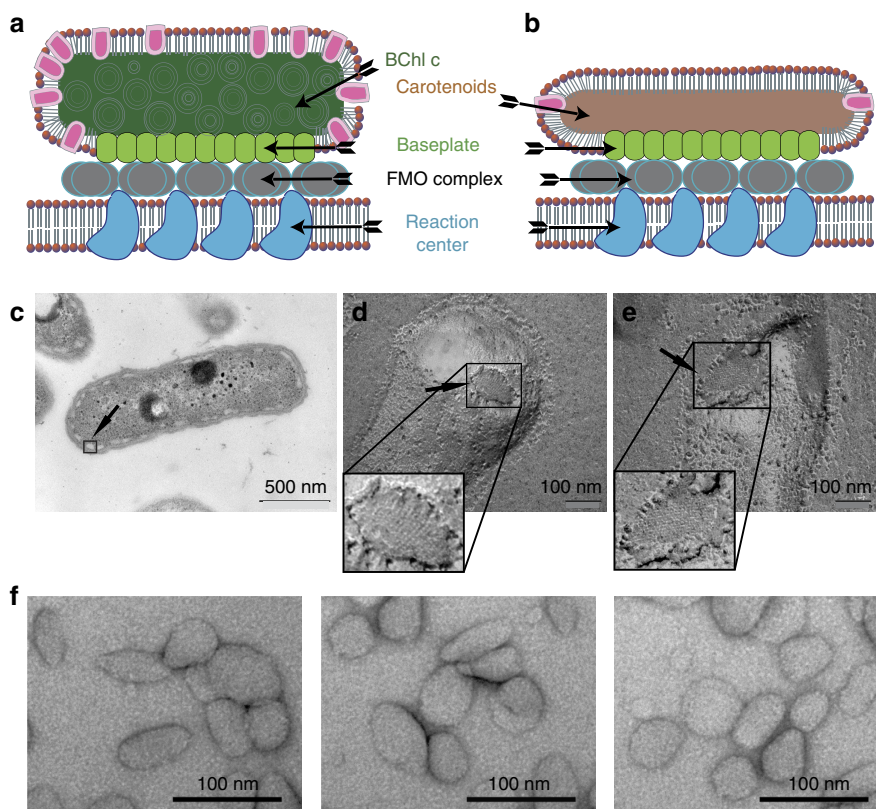 a
b
BChl c
Carotenoids
Baseplate
FMO complex
Reaction
center
c
d
e
500 nm
100 nm
100 nm
f
100 nm
100 nm
100 nm